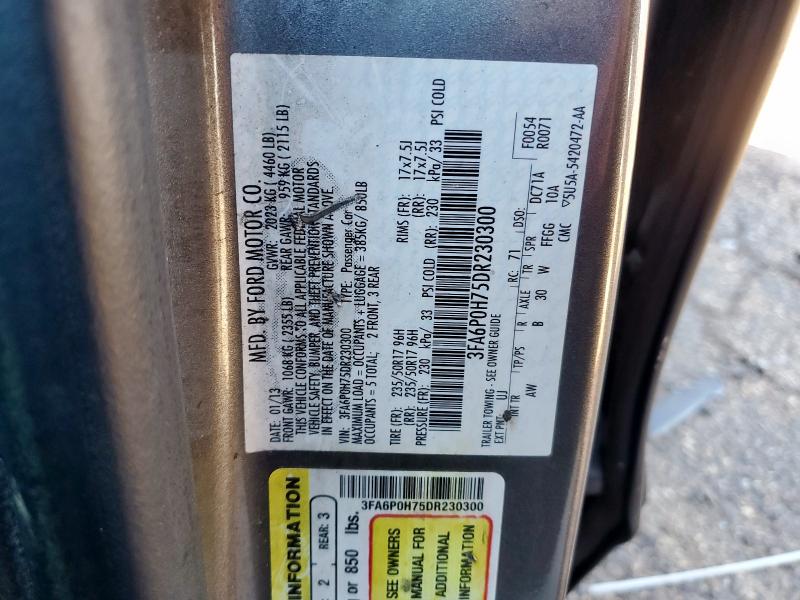 MFD. BY FORD MOTOR CO.
DATE: 01/13 GVWR: 2023 KG ( 4460 LB)
FRONT GAWR: 1068 KG ( 2355 LB) REAR GAWR: 959 KG ( 2115 LB)
THIS VEHICLE CONFORMS TO ALL APPLICABLE FEDERAL MOTOR
VEHICLE SAFETY, BUMPER, AND THEFT PREVENTION STANDARDS
IN EFFECT ON THE DATE OF MANUFACTURE SHOWN ABOVE
VIN: 3FA6P0H75DR230300 TYPE: Passenger Car
MAXIMUM LOAD = OCCUPANTS + LUGGAGE = 385KG/ 850LB
OCCUPANTS = 5 TOTAL; 2 FRONT, 3 REAR
TIRE (FR): 235/50R17 96H RIMS (FR): 17x7.5J
(RR): 235/50R17 96H (RR): 17x7.5J
PRESSURE (FR): 230 kPa/ 33 PSI COLD (RR): 230 kPa/ 33 PSI COLD
3FA6P0H75DR230300
TRAILER TOWING - SEE OWNER GUIDE
EXT PNT: UJ RC: 71 DSO: F0054
R0071
INT TR TP/PS R AXLE TR SPR DC71A
AW B 30 W FFGG 10A
CMC Y5U5A-5420472-AA
INFORMATION
3FA6P0H75DR230300
: 2 REAR: 3
or 850 lbs.
SEE OWNERS
MANUAL FOR
ADDITIONAL
INFORMATION